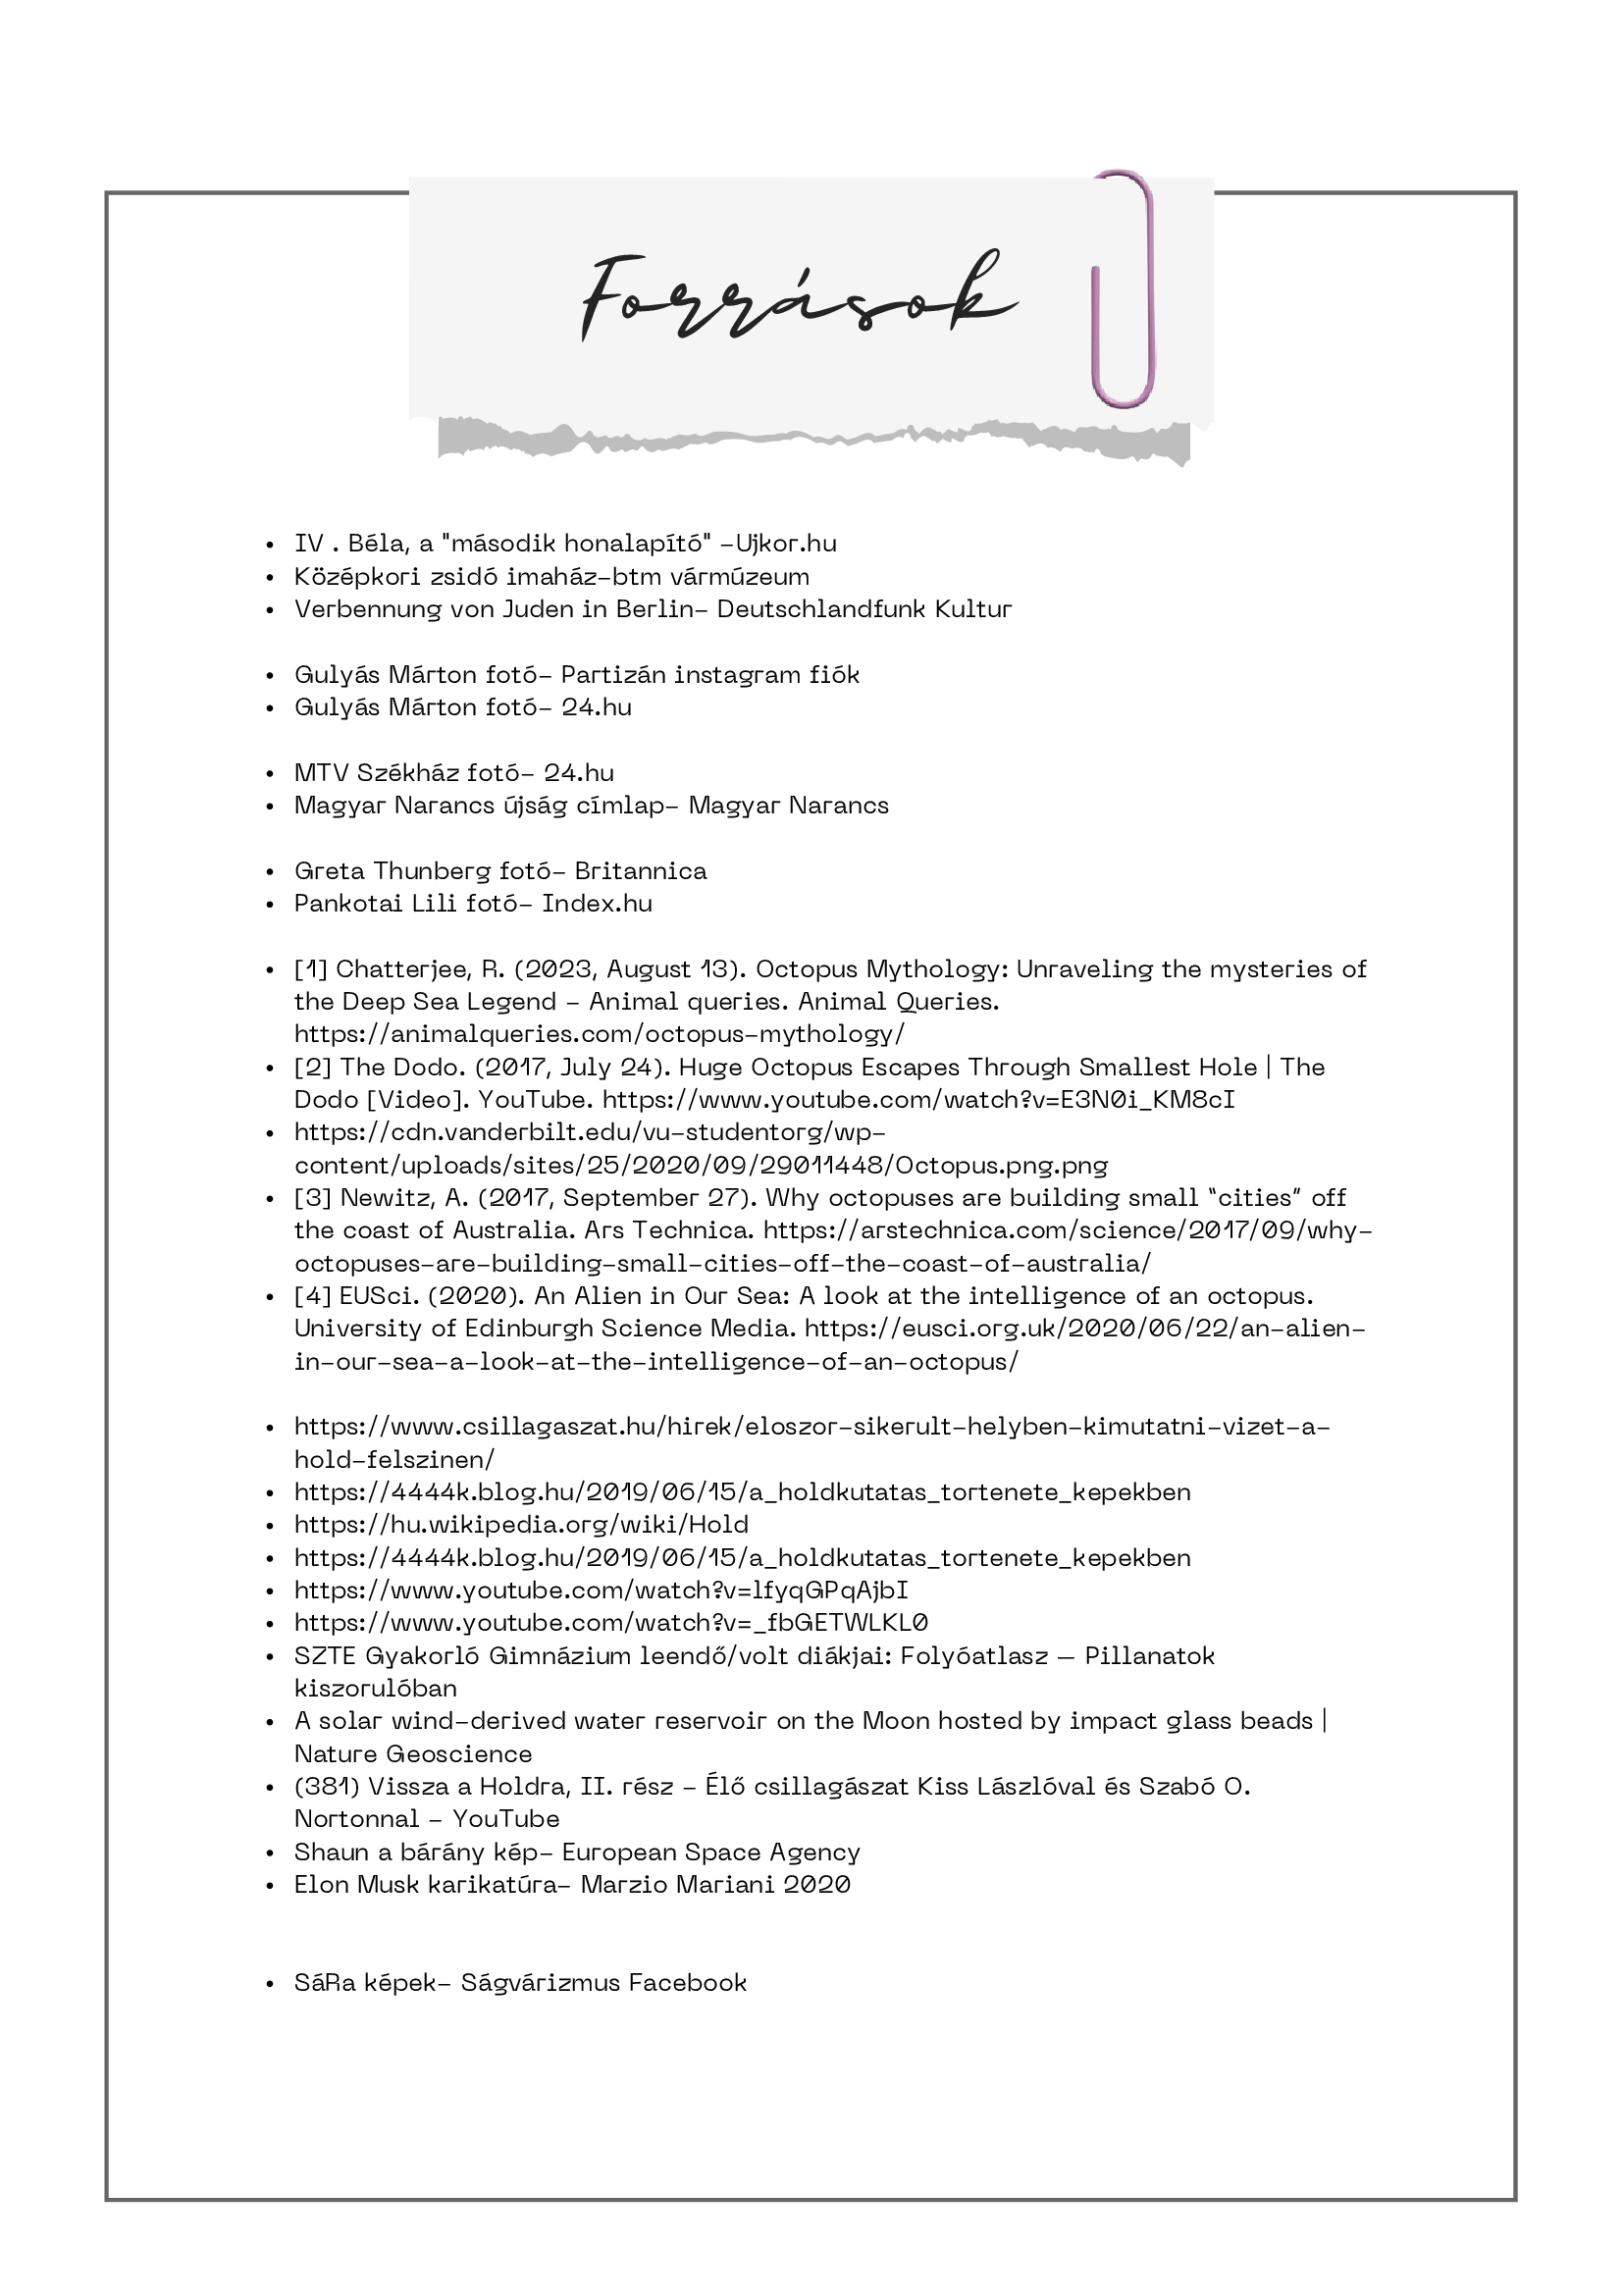 Források
• IV . Béla, a "második honalapító" -Ujkor.hu
• Középkori zsidó imaház-btm vármúzeum
• Verbennung von Juden in Berlin- Deutschlandfunk Kultur
• Gulyás Márton fotó- Partizán instagram fiók
• Gulyás Márton fotó- 24.hu
• MTV Székház fotó- 24.hu
• Magyar Narancs újság címlap- Magyar Narancs
• Greta Thunberg fotó- Britannica
• Pankotai Lili fotó- Index.hu
• [1] Chatterjee, R. (2023, August 13). Octopus Mythology: Unraveling the mysteries of
the Deep Sea Legend - Animal queries. Animal Queries.
https://animalqueries.com/octopus-mythology/
• [2] The Dodo. (2017, July 24). Huge Octopus Escapes Through Smallest Hole | The
Dodo [Video]. YouTube. https://www.youtube.com/watch?v=E3N0i_KM8cI
• https://cdn.vanderbilt.edu/vu-studentorg/wp-
content/uploads/sites/25/2020/09/29011448/Octopus.png.png
• [3] Newitz, A. (2017, September 27). Why octopuses are building small “cities” off
the coast of Australia. Ars Technica. https://arstechnica.com/science/2017/09/why-
octopuses-are-building-small-cities-off-the-coast-of-australia/
• [4] EUSci. (2020). An Alien in Our Sea: A look at the intelligence of an octopus.
University of Edinburgh Science Media. https://eusci.org.uk/2020/06/22/an-alien-
in-our-sea-a-look-at-the-intelligence-of-an-octopus/
• https://www.csillagaszat.hu/hirek/eloszor-sikerult-helyben-kimutatni-vizet-a-
hold-felszinen/
• https://4444k.blog.hu/2019/06/15/a_holdkutatas_tortenete_kepekben
• https://hu.wikipedia.org/wiki/Hold
• https://4444k.blog.hu/2019/06/15/a_holdkutatas_tortenete_kepekben
• https://www.youtube.com/watch?v=lfyqGPqAjbI
• https://www.youtube.com/watch?v=_fbGETWLKL0
• SZTE Gyakorló Gimnázium leendő/volt diákjai: Folyóatlasz — Pillanatok
kiszorulóban
• A solar wind-derived water reservoir on the Moon hosted by impact glass beads |
Nature Geoscience
• (381) Vissza a Holdra, II. rész - Élő csillagászat Kiss Lászlóval és Szabó O.
Nortonnal - YouTube
• Shaun a bárány kép- European Space Agency
• Elon Musk karikatúra- Marzio Mariani 2020
• SáRa képek- Ságvárizmus Facebook